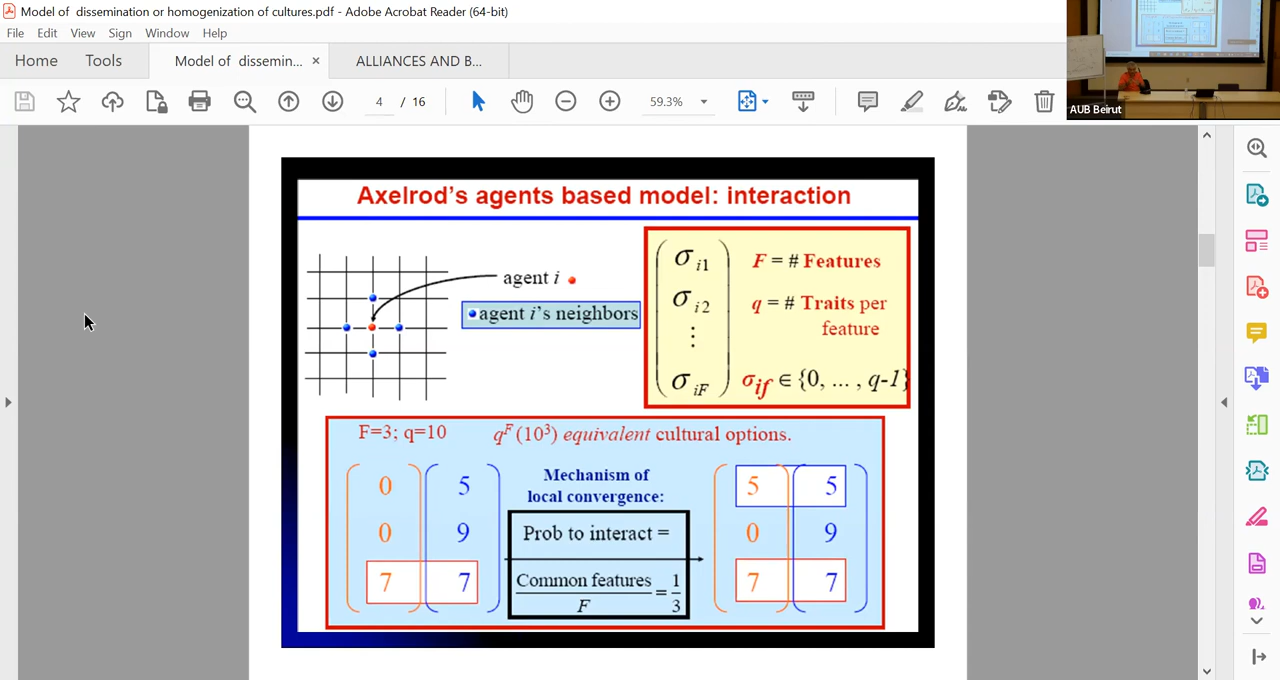 Model of dissemination or homogenization of cultures.pdf - Adobe Acrobat Reader (64-bit)
File Edit View Sign Window Help
Home Tools Model of dissemin... × ALLIANCES AND B...
4 / 16 59.3%
AUB Beirut
Axelrod's agents based model: interaction
agent i
agent i's neighbors
σi1
σi2
⋮
σiF
F = # Features
q = # Traits per
feature
σif ∈ {0, ... , q-1}
F=3; q=10 q^F (10^3) equivalent cultural options.
0 5
0 9
7 7
Mechanism of
local convergence:
Prob to interact =
Common features / F = 1/3
5 5
0 9
7 7